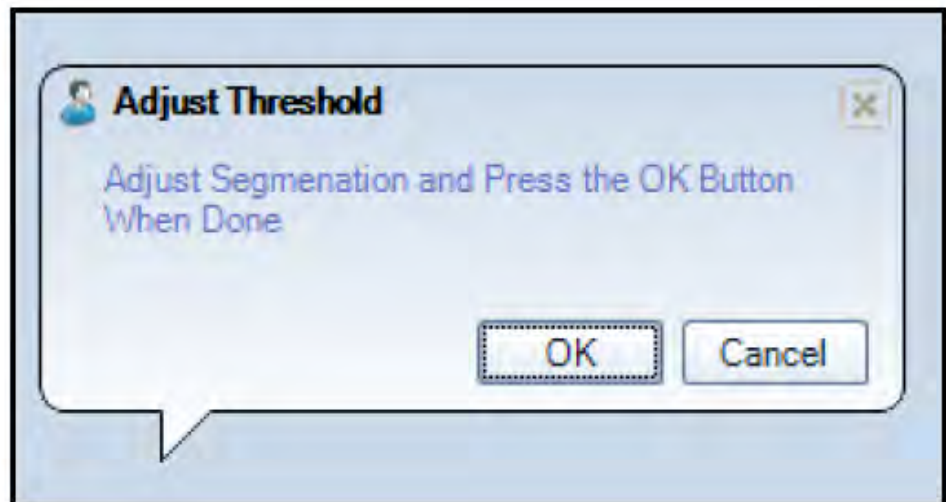 Adjust Threshold
Adjust Segmenation and Press the OK Button
When Done
OK Cancel